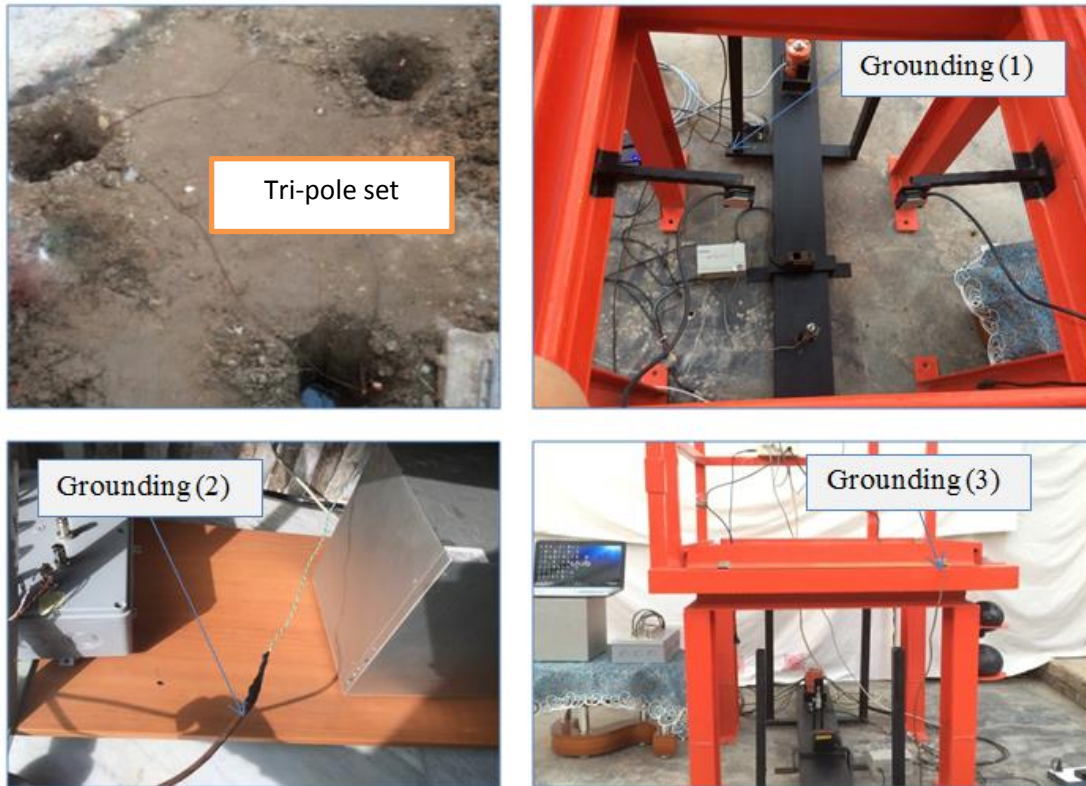 Tri-pole set
Grounding (1)
Grounding (2)
Grounding (3)